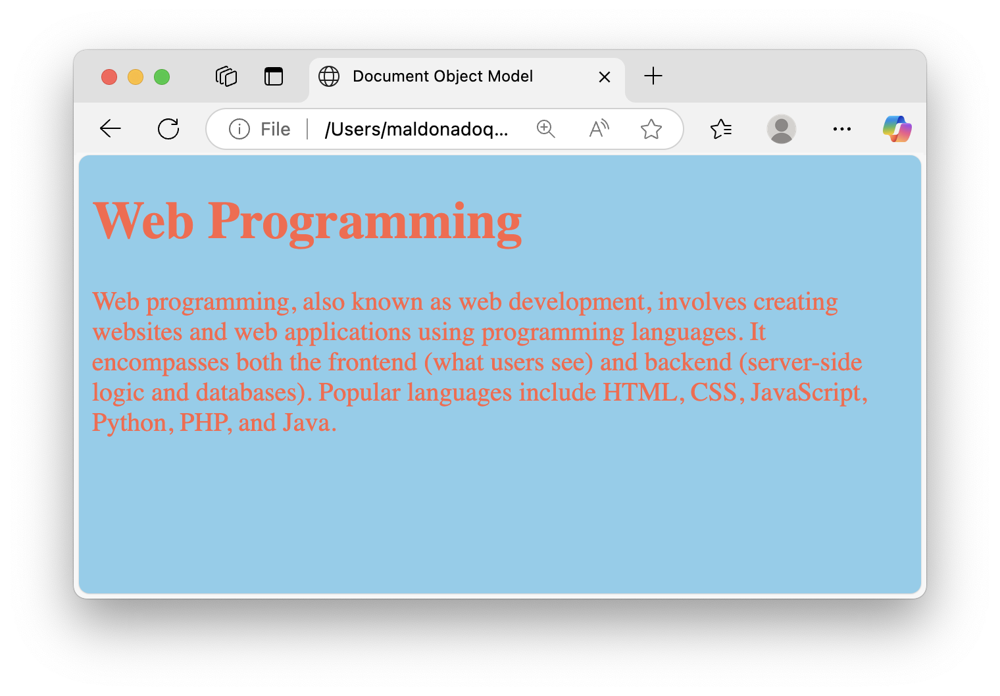 Document Object Model
File /Users/maldonadoq...
Web Programming
Web programming, also known as web development, involves creating
websites and web applications using programming languages. It
encompasses both the frontend (what users see) and backend (server-side
logic and databases). Popular languages include HTML, CSS, JavaScript,
Python, PHP, and Java.